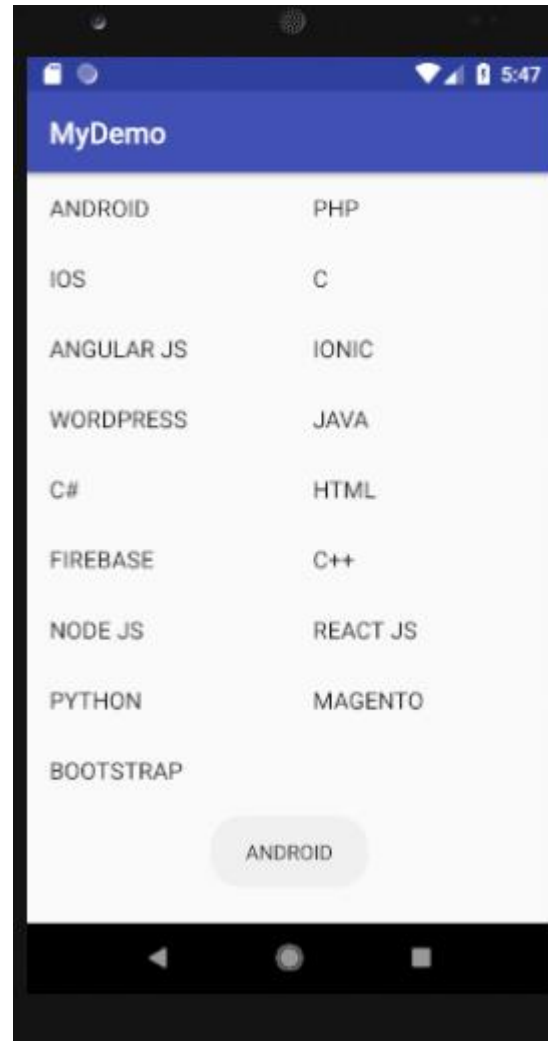 5:47
MyDemo
ANDROID PHP
IOS C
ANGULAR JS IONIC
WORDPRESS JAVA
C# HTML
FIREBASE C++
NODE JS REACT JS
PYTHON MAGENTO
BOOTSTRAP
ANDROID